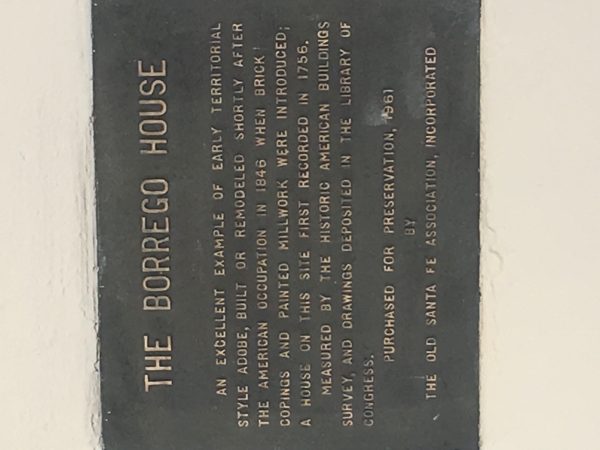 THE BORREGO HOUSE
AN EXCELLENT EXAMPLE OF EARLY TERRITORIAL
STYLE ADOBE, BUILT OR REMODELED SHORTLY AFTER
THE AMERICAN OCCUPATION IN 1846 WHEN BRICK
COPINGS AND PAINTED MILLWORK WERE INTRODUCED;
A HOUSE ON THIS SITE FIRST RECORDED IN 1756.
MEASURED BY THE HISTORIC AMERICAN BUILDINGS
SURVEY, AND DRAWINGS DEPOSITED IN THE LIBRARY OF
CONGRESS.
PURCHASED FOR PRESERVATION, 1961
BY
THE OLD SANTA FE ASSOCIATION, INCORPORATED